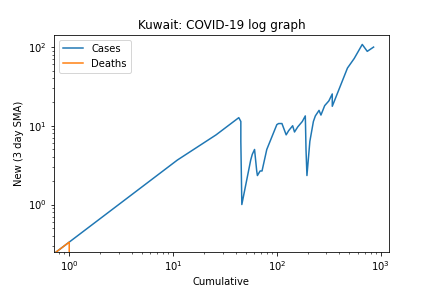 Kuwait: COVID-19 log graph
Cases
Deaths
New (3 day SMA)
10²
10¹
10⁰
10⁰ 10¹ 10² 10³
Cumulative